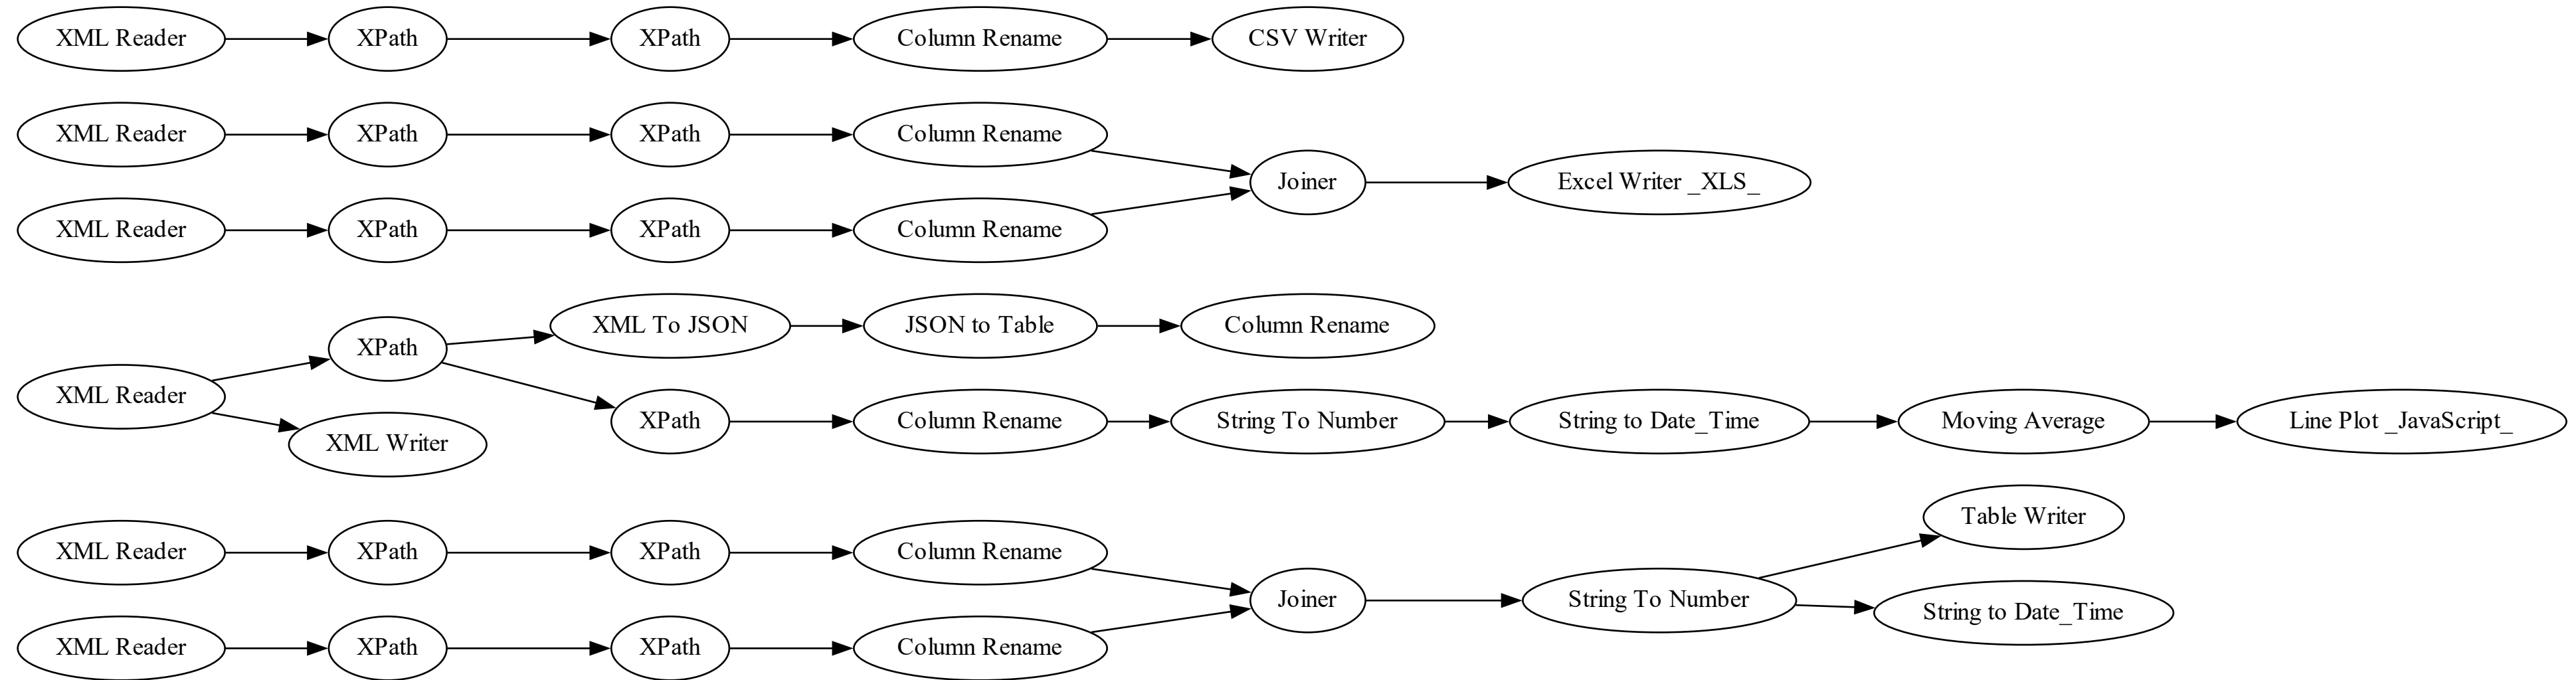 XML Reader
XPath
XPath
Column Rename
CSV Writer
XML Reader
XPath
XPath
Column Rename
Joiner
Excel Writer _XLS_
XML Reader
XPath
XPath
Column Rename
XML To JSON
JSON to Table
Column Rename
XPath
XML Reader
XML Writer
XPath
Column Rename
String To Number
String to Date_Time
Moving Average
Line Plot _JavaScript_
Table Writer
XML Reader
XPath
XPath
Column Rename
Joiner
String To Number
String to Date_Time
XML Reader
XPath
XPath
Column Rename